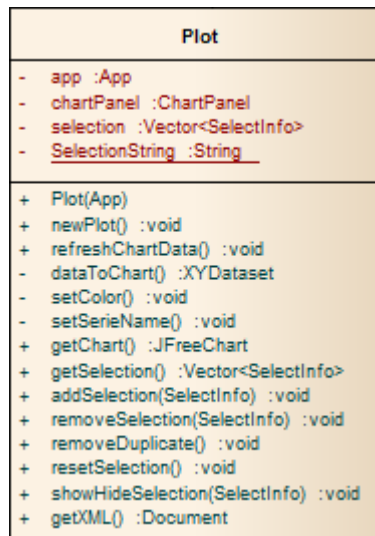 Plot
- app :App
- chartPanel :ChartPanel
- selection :Vector<SelectInfo>
- SelectionString :String
+ Plot(App)
+ newPlot() :void
+ refreshChartData() :void
- dataToChart() :XYDataset
- setColor() :void
- setSerieName() :void
+ getChart() :JFreeChart
+ getSelection() :Vector<SelectInfo>
+ addSelection(SelectInfo) :void
+ removeSelection(SelectInfo) :void
+ removeDuplicate() :void
+ resetSelection() :void
+ showHideSelection(SelectInfo) :void
+ getXML() :Document